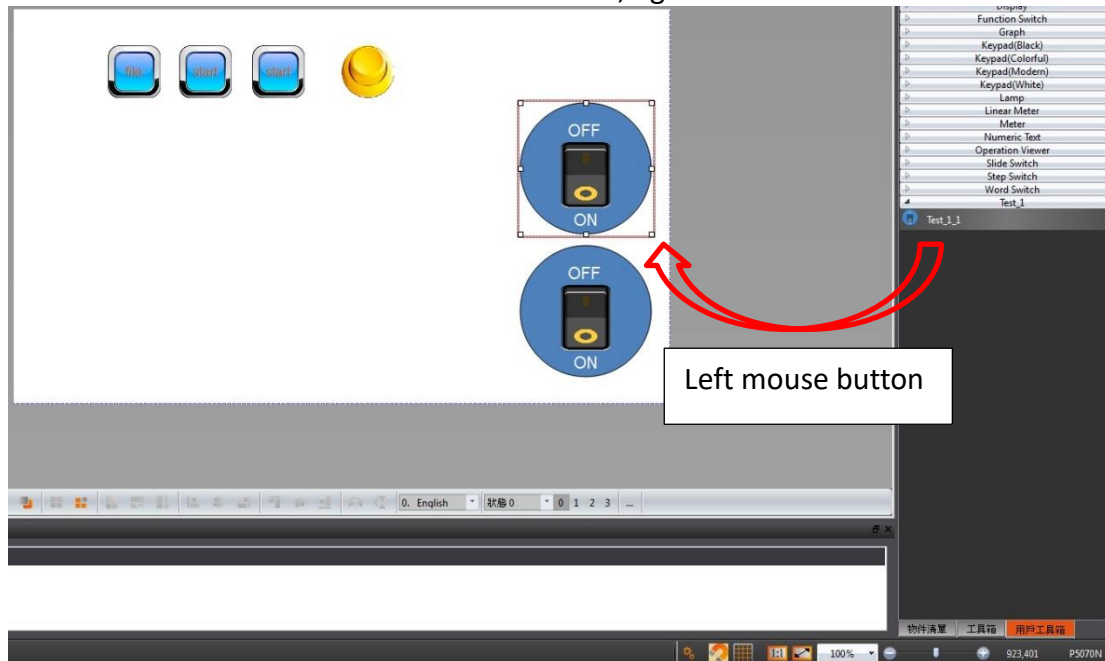 Display
Function Switch
Graph
Keypad(Black)
Keypad(Colorful)
Keypad(Modern)
Keypad(White)
Lamp
Linear Meter
Meter
Numeric Text
Operation Viewer
Slide Switch
Step Switch
Word Switch
Test_1
Test_1_1
file
start
start
OFF
ON
OFF
ON
Left mouse button
0. English
狀態 0
0 1 2 3 ...
物件清單 工具箱 用戶工具箱
1:1
100%
923,401 P5070N